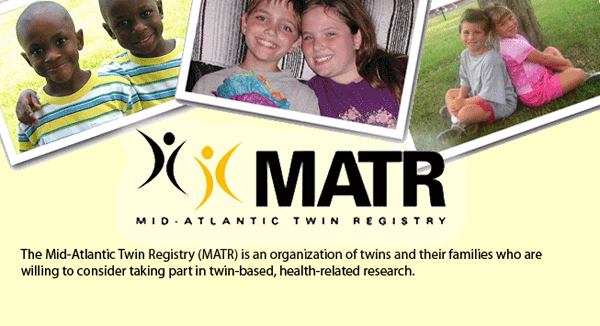 MATR
MID-ATLANTIC TWIN REGISTRY
The Mid-Atlantic Twin Registry (MATR) is an organization of twins and their families who are
willing to consider taking part in twin-based, health-related research.